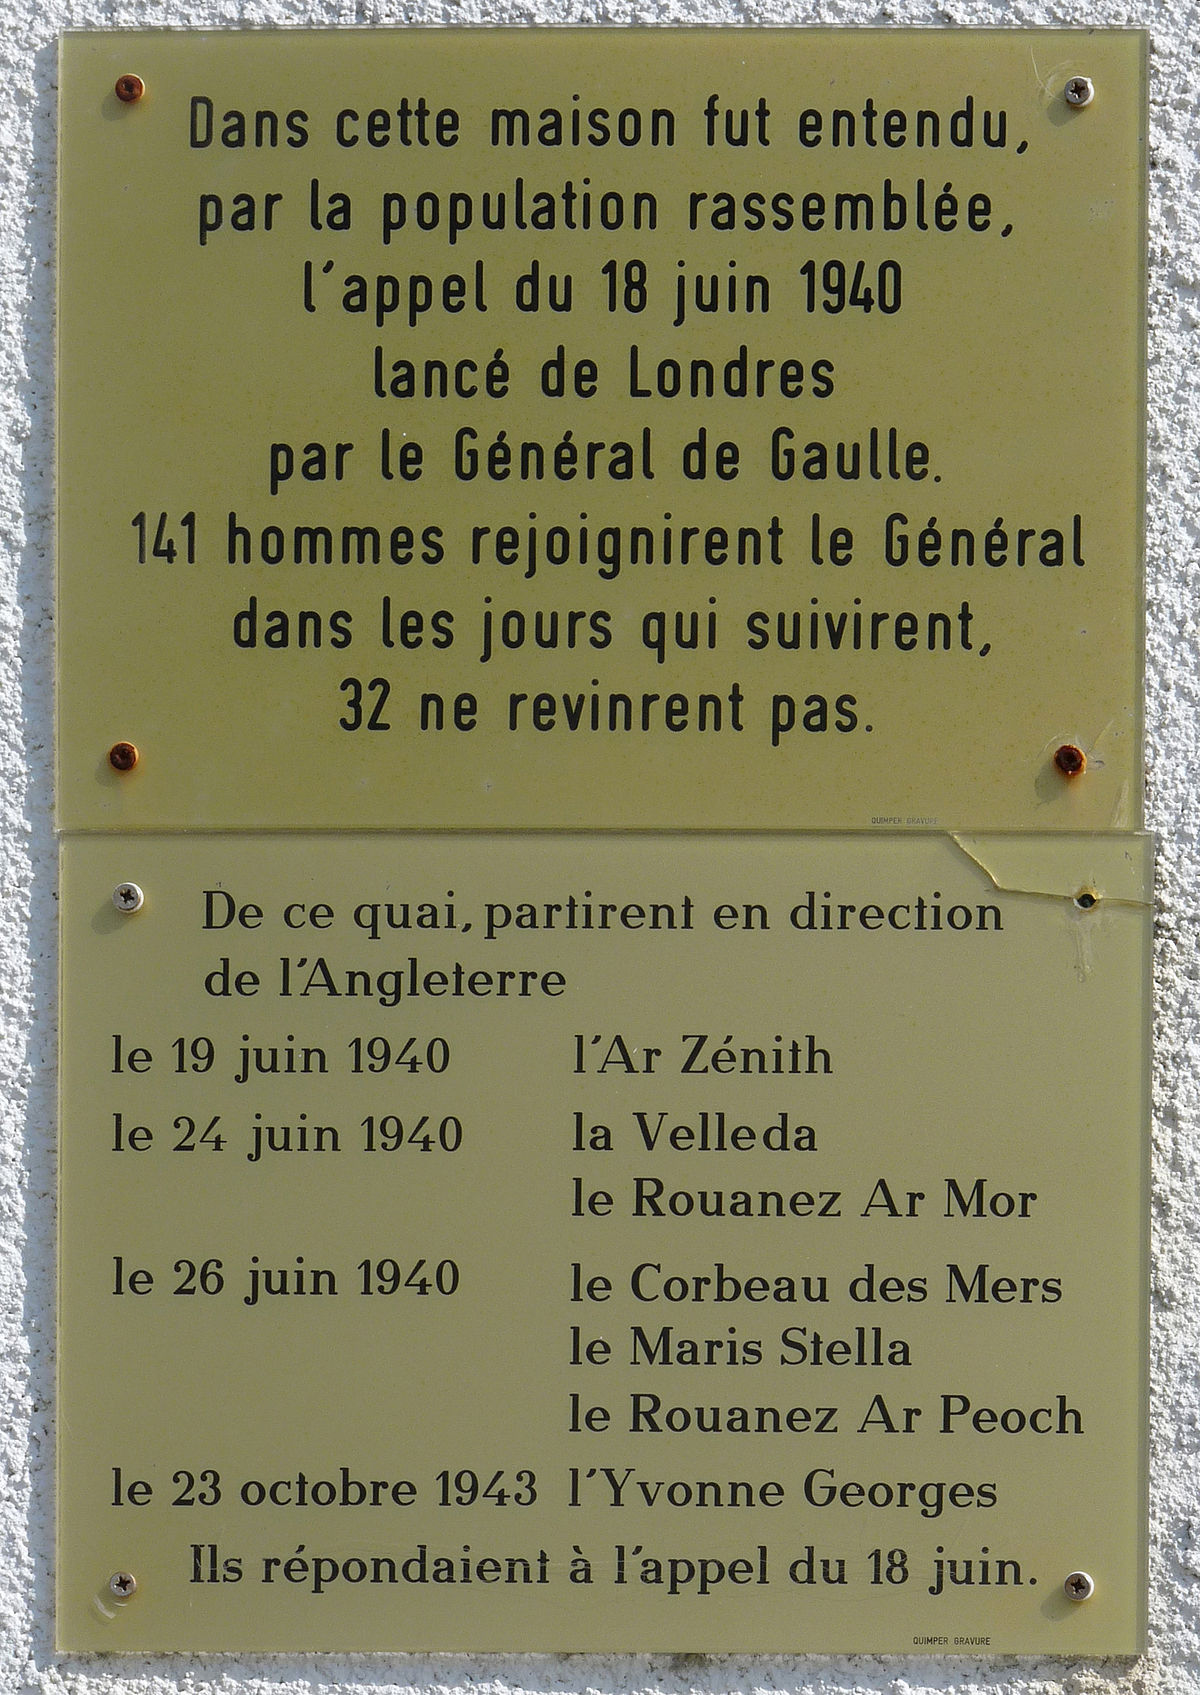 Dans cette maison fut entendu,
par la population rassemblée,
l'appel du 18 juin 1940
lancé de Londres
par le Général de Gaulle.
141 hommes rejoignirent le Général
dans les jours qui suivirent,
32 ne revinrent pas.
QUIMPER GRAVURE
De ce quai, partirent en direction
de l'Angleterre
le 19 juin 1940 l'Ar Zénith
le 24 juin 1940 la Velleda
le Rouanez Ar Mor
le 26 juin 1940 le Corbeau des Mers
le Maris Stella
le Rouanez Ar Peoch
le 23 octobre 1943 l'Yvonne Georges
Ils répondaient à l'appel du 18 juin.
QUIMPER GRAVURE